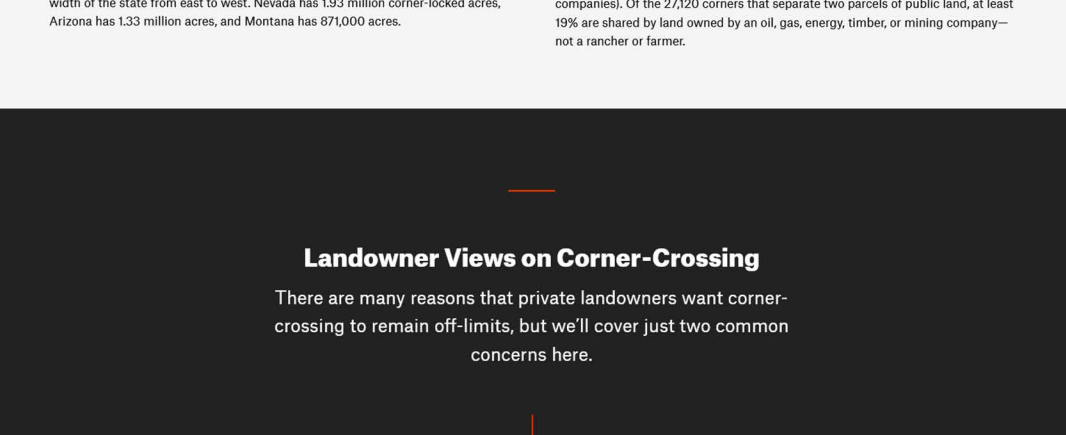 width of the state from east to west. Nevada has 1.93 million corner-locked acres,
Arizona has 1.33 million acres, and Montana has 871,000 acres.
companies). Of the 27,120 corners that separate two parcels of public land, at least
19% are shared by land owned by an oil, gas, energy, timber, or mining company—
not a rancher or farmer.
Landowner Views on Corner-Crossing
There are many reasons that private landowners want corner-
crossing to remain off-limits, but we’ll cover just two common
concerns here.